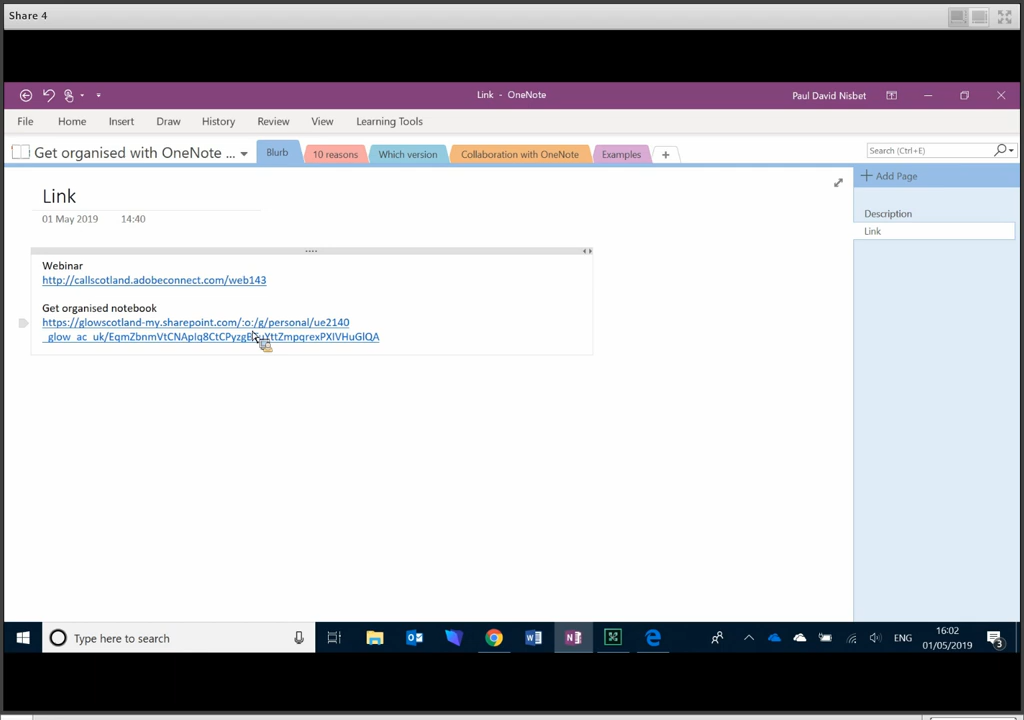 Share 4
Link - OneNote
Paul David Nisbet
File Home Insert Draw History Review View Learning Tools
Get organised with OneNote ... Blurb 10 reasons Which version Collaboration with OneNote Examples +
Search (Ctrl+E)
Add Page
Description
Link
Link
01 May 2019 14:40
Webinar
http://callscotland.adobeconnect.com/web143
Get organised notebook
https://glowscotland-my.sharepoint.com/:o:/g/personal/ue2140
Type here to search
ENG
16:02
01/05/2019
3